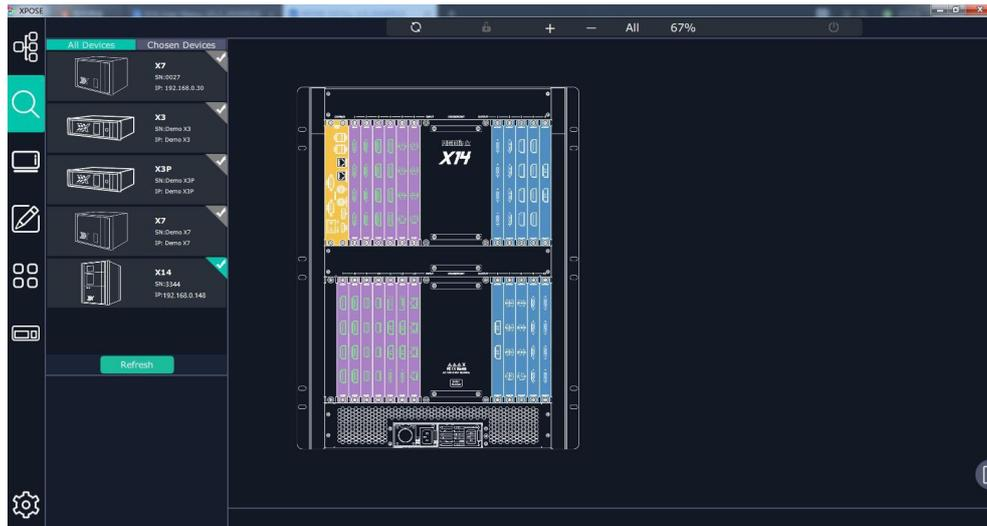 XPOSE
All
67%
All Devices
Chosen Devices
X7
SN:0027
IP: 192.168.0.30
X3
SN:Demo X3
IP: Demo X3
X3P
SN:Demo X3P
IP: Demo X3P
X7
SN:Demo X7
IP: Demo X7
X14
SN:3344
IP:192.168.0.148
Refresh
X14